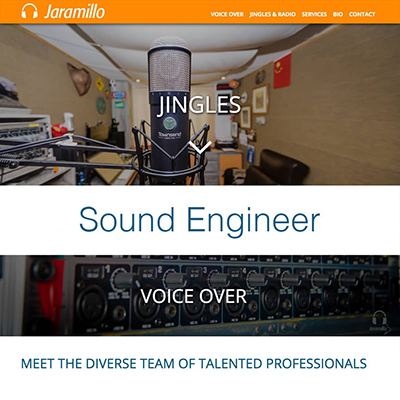 Jaramillo
VOICE OVER JINGLES & RADIO SERVICES BIO CONTACT
JINGLES
Townsend
Sound Engineer
VOICE OVER
Jaramillo
MEET THE DIVERSE TEAM OF TALENTED PROFESSIONALS